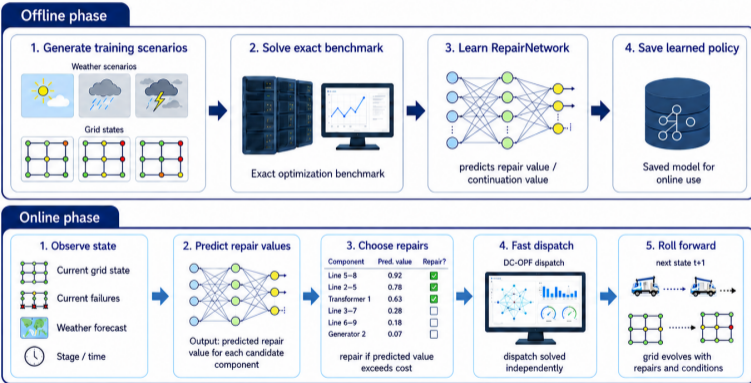 Offline phase
1. Generate training scenarios
Weather scenarios
Grid states
2. Solve exact benchmark
Exact optimization benchmark
3. Learn RepairNetwork
predicts repair value /
continuation value
4. Save learned policy
Saved model for
online use
Online phase
1. Observe state
Current grid state
Current failures
Weather forecast
Stage / time
2. Predict repair values
Output: predicted repair
value for each candidate
component
3. Choose repairs
Component Pred. value Repair?
Line 5–8 0.92
Line 2–5 0.78
Transformer 1 0.63
Line 3–7 0.28
Line 6–9 0.18
Generator 2 0.07
repair if predicted value
exceeds cost
4. Fast dispatch
DC-OPF dispatch
dispatch solved
independently
5. Roll forward
next state t+1
grid evolves with
repairs and conditions